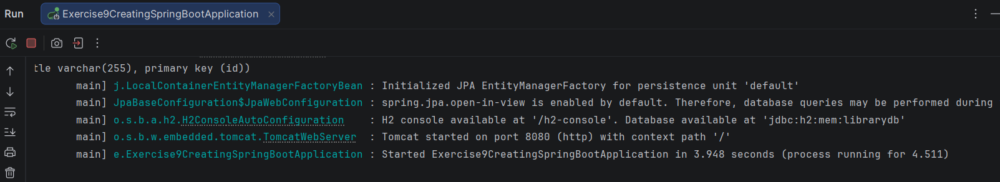 Run Exercise9CreatingSpringBootApplication
tle varchar(255), primary key (id))
main] j.LocalContainerEntityManagerFactoryBean : Initialized JPA EntityManagerFactory for persistence unit 'default'
main] JpaBaseConfiguration$JpaWebConfiguration : spring.jpa.open-in-view is enabled by default. Therefore, database queries may be performed during
main] o.s.b.a.h2.H2ConsoleAutoConfiguration : H2 console available at '/h2-console'. Database available at 'jdbc:h2:mem:librarydb'
main] o.s.b.w.embedded.tomcat.TomcatWebServer : Tomcat started on port 8080 (http) with context path '/'
main] e.Exercise9CreatingSpringBootApplication : Started Exercise9CreatingSpringBootApplication in 3.948 seconds (process running for 4.511)